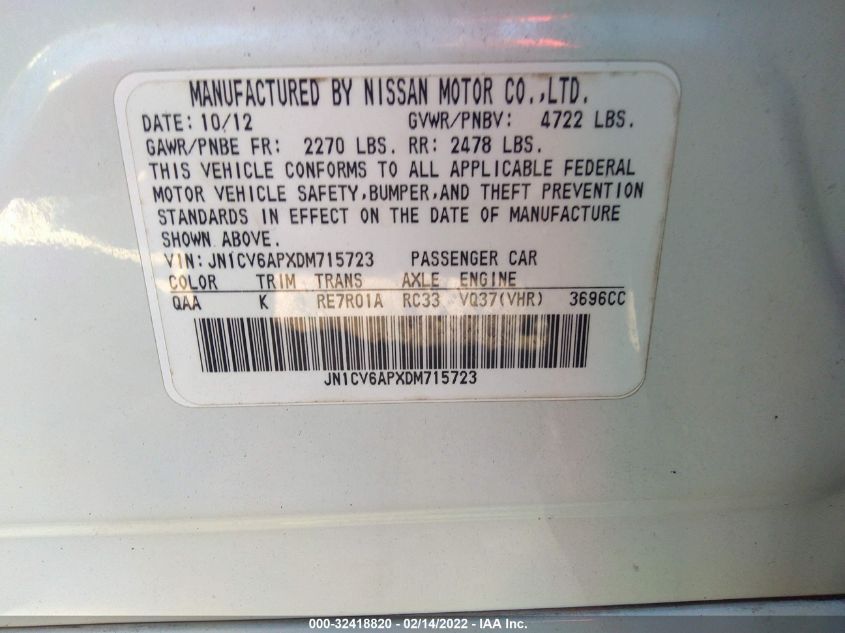 MANUFACTURED BY NISSAN MOTOR CO.,LTD.
DATE: 10/12 GVWR/PNBV: 4722 LBS.
GAWR/PNBE FR: 2270 LBS. RR: 2478 LBS.
THIS VEHICLE CONFORMS TO ALL APPLICABLE FEDERAL
MOTOR VEHICLE SAFETY,BUMPER,AND THEFT PREVENTION
STANDARDS IN EFFECT ON THE DATE OF MANUFACTURE
SHOWN ABOVE.
VIN: JN1CV6APXDM715723 PASSENGER CAR
COLOR TRIM TRANS AXLE ENGINE
QAA K RE7R01A RC33 VQ37(VHR) 3696CC
JN1CV6APXDM715723
000-32418820 - 02/14/2022 - IAA Inc.